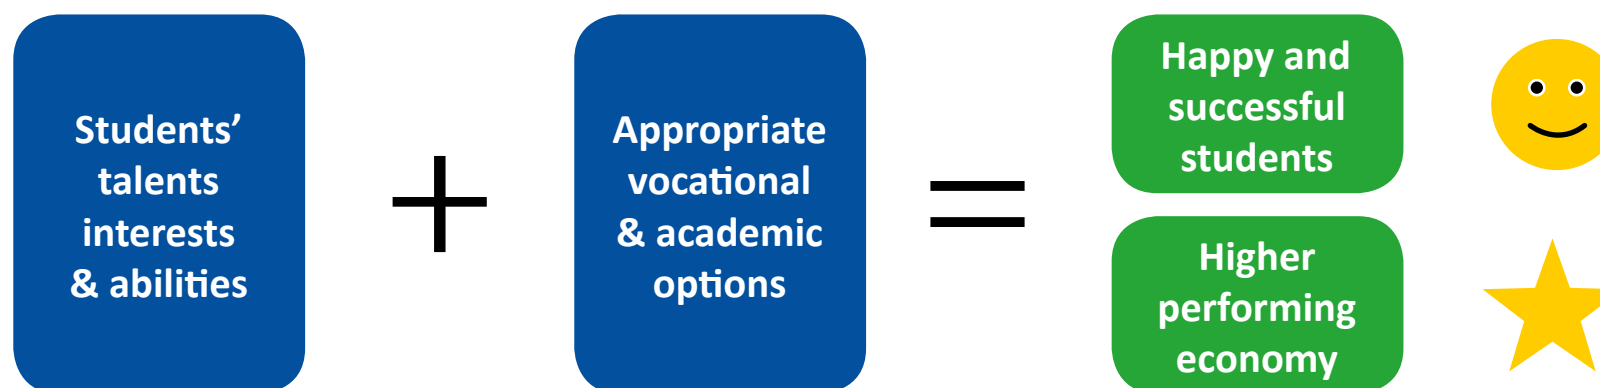 Students’
talents
interests
& abilities
+
Appropriate
vocational
& academic
options
=
Happy and
successful
students
Higher
performing
economy